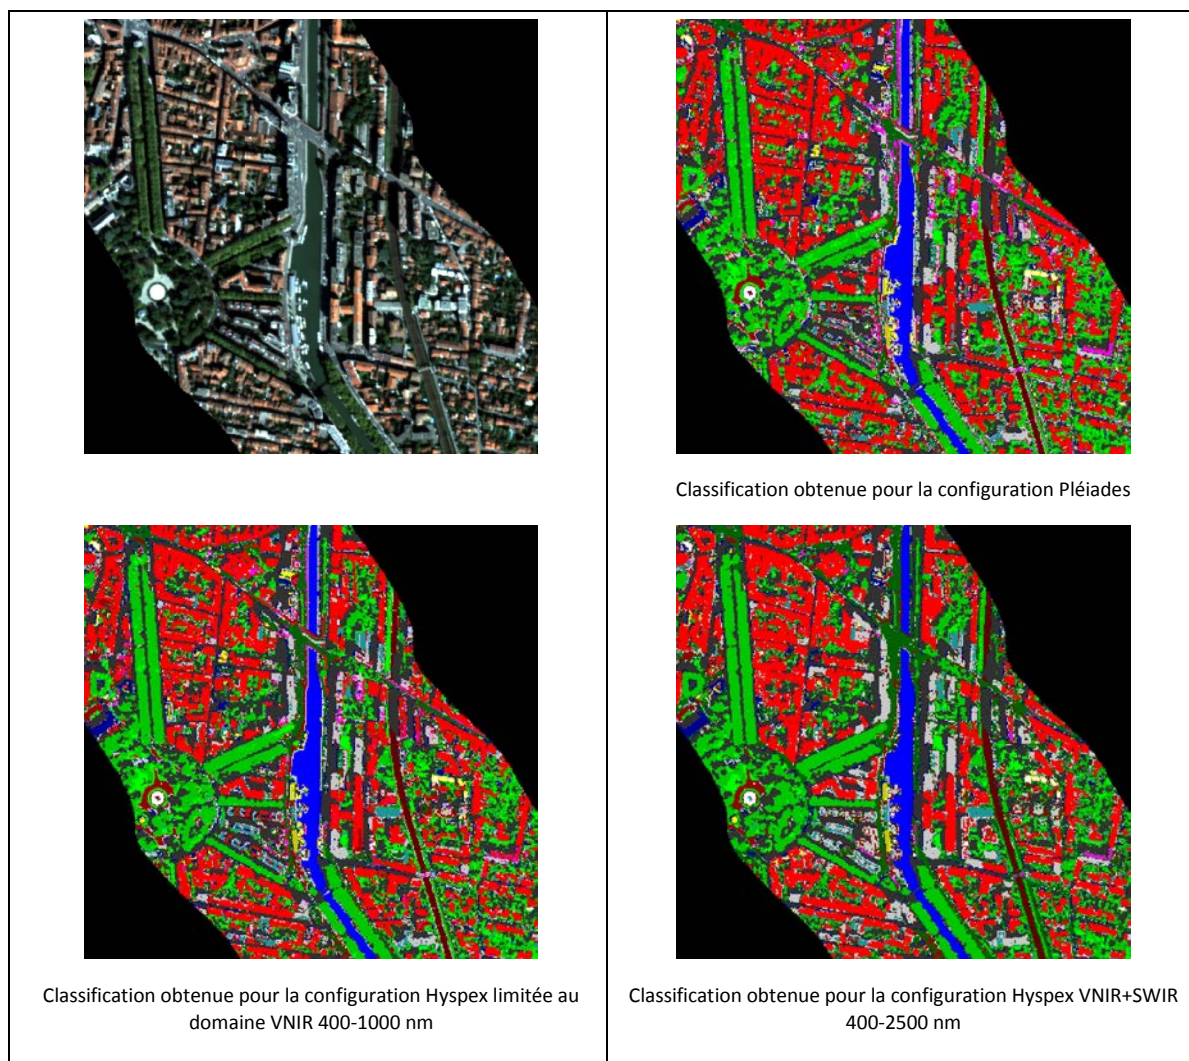 Classification obtenue pour la configuration Pléiades
Classification obtenue pour la configuration Hyspex limitée au
domaine VNIR 400-1000 nm
Classification obtenue pour la configuration Hyspex VNIR+SWIR
400-2500 nm